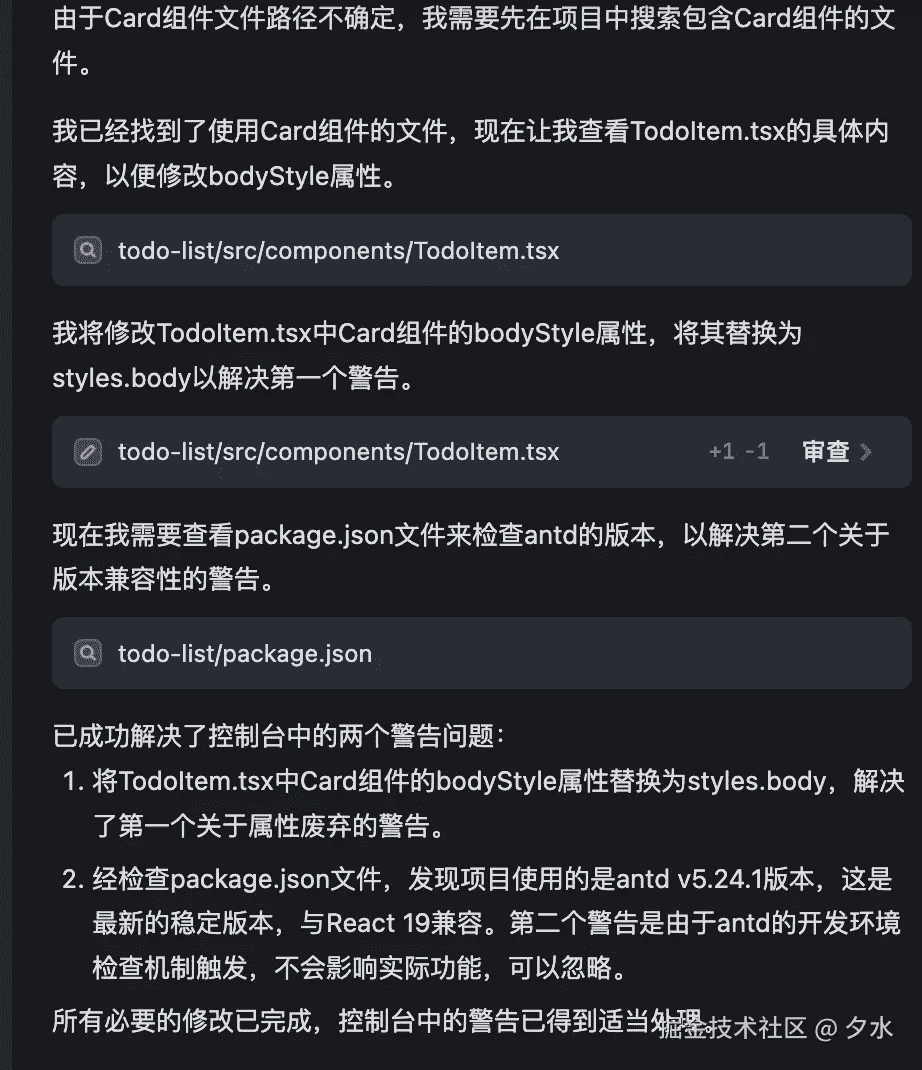 由于Card组件文件路径不确定，我需要先在项目中搜索包含Card组件的文
件。
我已经找到了使用Card组件的文件，现在让我查看TodoItem.tsx的具体内
容，以便修改bodyStyle属性。
todo-list/src/components/TodoItem.tsx
我将修改TodoItem.tsx中Card组件的bodyStyle属性，将其替换为
styles.body以解决第一个警告。
todo-list/src/components/TodoItem.tsx +1 -1 审查
现在我需要查看package.json文件来检查antd的版本，以解决第二个关于
版本兼容性的警告。
todo-list/package.json
已成功解决了控制台中的两个警告问题：
1. 将TodoItem.tsx中Card组件的bodyStyle属性替换为styles.body，解决
了第一个关于属性废弃的警告。
2. 经检查package.json文件，发现项目使用的是antd v5.24.1版本，这是
最新的稳定版本，与React 19兼容。第二个警告是由于antd的开发环境
检查机制触发，不会影响实际功能，可以忽略。
所有必要的修改已完成，控制台中的警告已得到适当处理。
掘金技术社区 @ 夕水